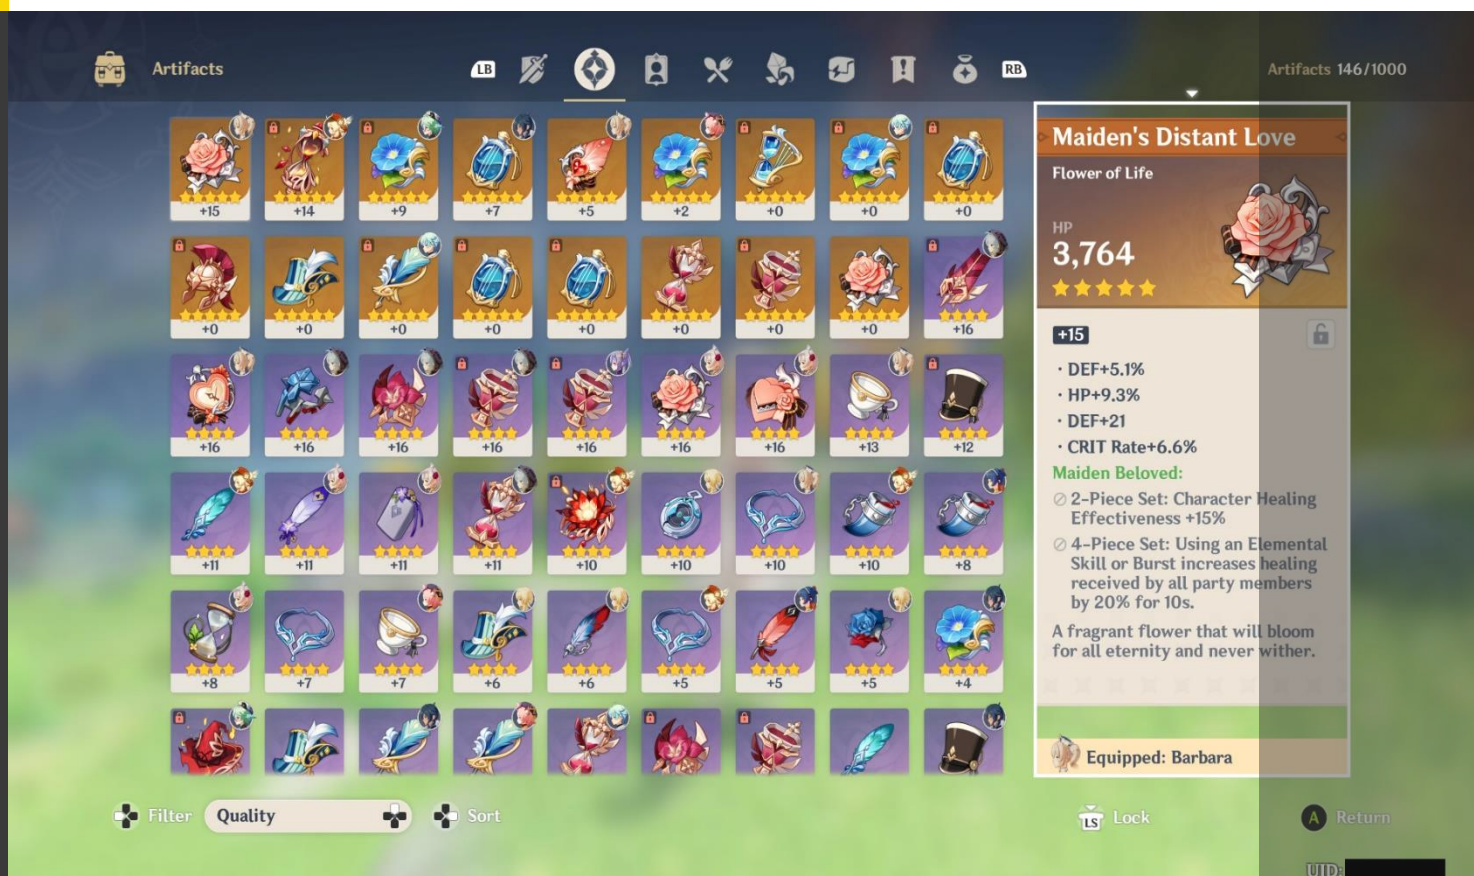 Artifacts
LB
RB
Artifacts 146/1000
+15
+14
+9
+7
+5
+2
+0
+0
+0
+0
+0
+0
+0
+0
+0
+0
+0
+16
+16
+16
+16
+16
+16
+16
+16
+13
+12
+11
+11
+11
+11
+10
+10
+10
+10
+8
+8
+7
+7
+6
+6
+5
+5
+5
+4
Maiden's Distant Love
Flower of Life
HP
3,764
+15
· DEF+5.1%
· HP+9.3%
· DEF+21
· CRIT Rate+6.6%
Maiden Beloved:
2-Piece Set: Character Healing
Effectiveness +15%
4-Piece Set: Using an Elemental
Skill or Burst increases healing
received by all party members
by 20% for 10s.
A fragrant flower that will bloom
for all eternity and never wither.
Equipped: Barbara
Filter
Quality
Sort
LS
Lock
A
Return
UID: